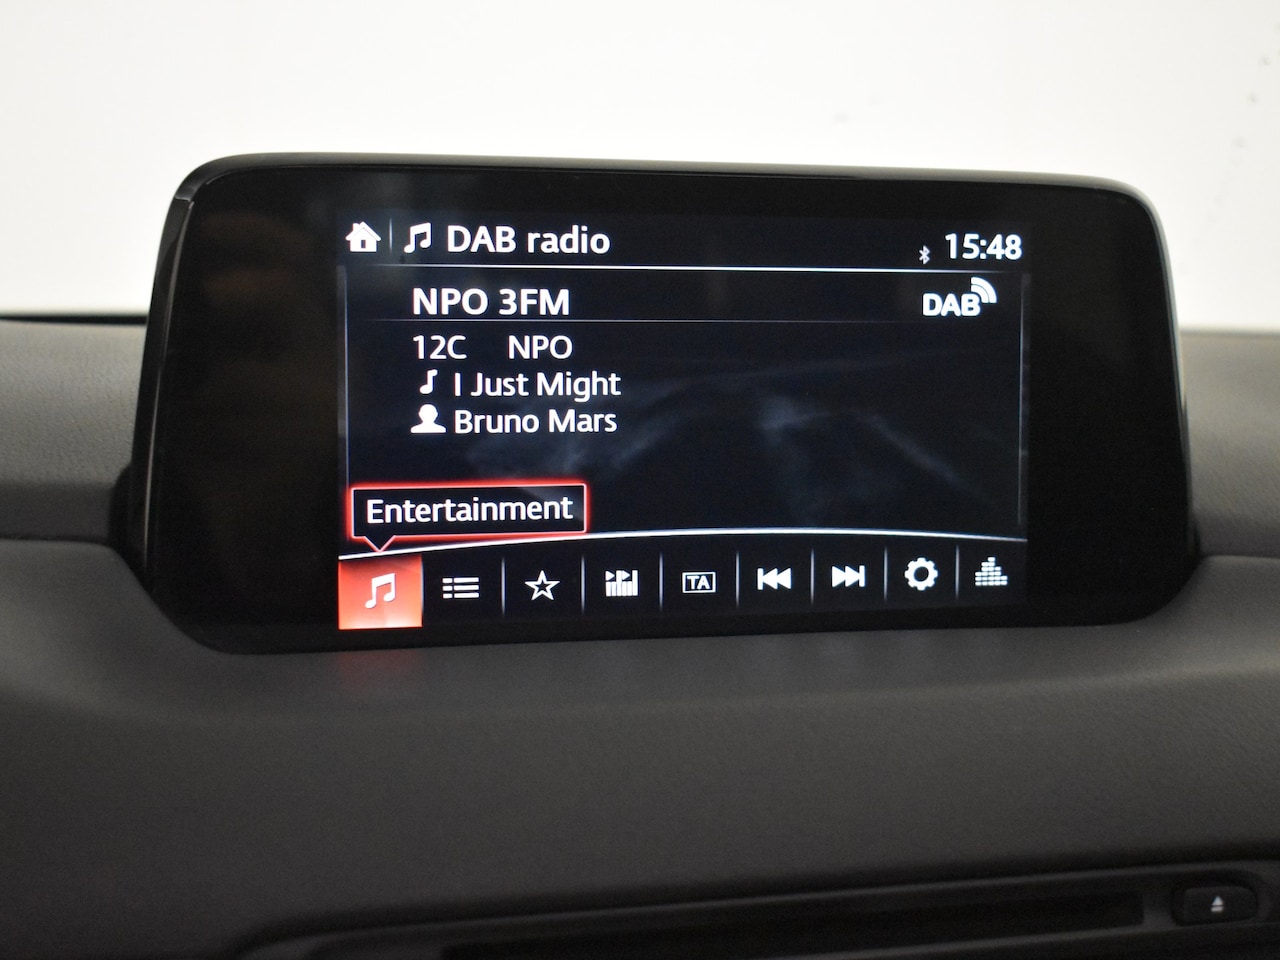 DAB radio
15:48
NPO 3FM
DAB
12C NPO
I Just Might
Bruno Mars
Entertainment
TA